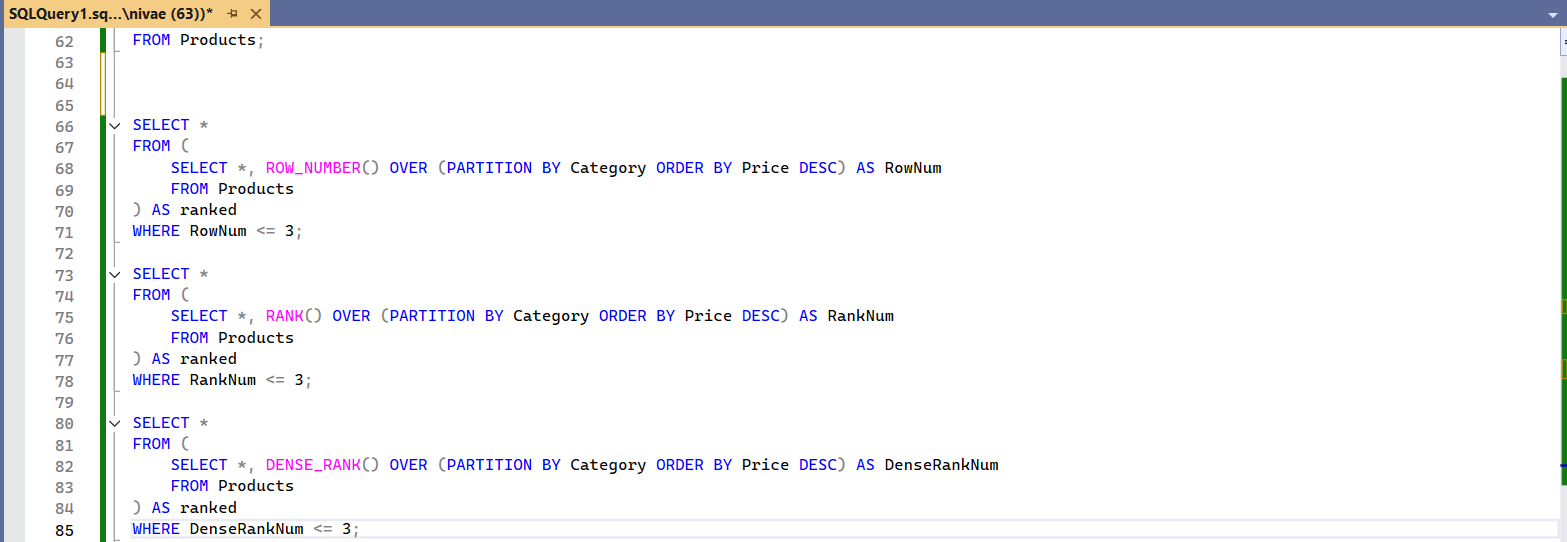 SQLQuery1.sq...\nivae (63))*
62 FROM Products;
63
64
65
66 SELECT *
67 FROM (
68 SELECT *, ROW_NUMBER() OVER (PARTITION BY Category ORDER BY Price DESC) AS RowNum
69 FROM Products
70 ) AS ranked
71 WHERE RowNum <= 3;
72
73 SELECT *
74 FROM (
75 SELECT *, RANK() OVER (PARTITION BY Category ORDER BY Price DESC) AS RankNum
76 FROM Products
77 ) AS ranked
78 WHERE RankNum <= 3;
79
80 SELECT *
81 FROM (
82 SELECT *, DENSE_RANK() OVER (PARTITION BY Category ORDER BY Price DESC) AS DenseRankNum
83 FROM Products
84 ) AS ranked
85 WHERE DenseRankNum <= 3;